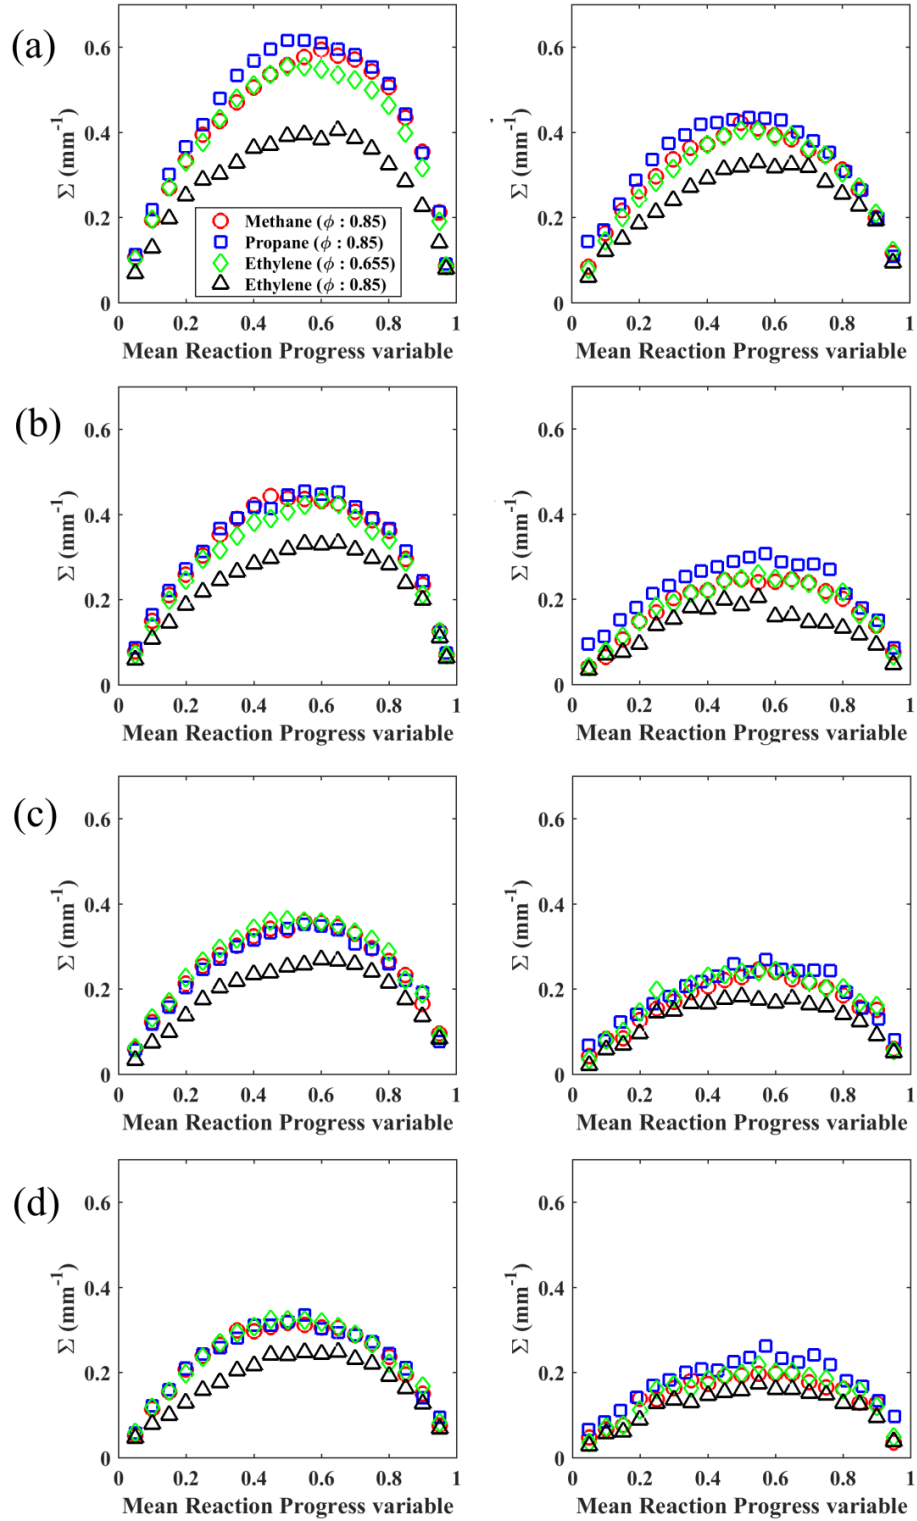 (a)
Σ (mm⁻¹)
0.6
0.4
0.2
0
Methane (ϕ : 0.85)
Propane (ϕ : 0.85)
Ethylene (ϕ : 0.655)
Ethylene (ϕ : 0.85)
0 0.2 0.4 0.6 0.8 1
Mean Reaction Progress variable
Σ (mm⁻¹)
0.6
0.4
0.2
0
0 0.2 0.4 0.6 0.8 1
Mean Reaction Progress variable
(b)
Σ (mm⁻¹)
0.6
0.4
0.2
0
0 0.2 0.4 0.6 0.8 1
Mean Reaction Progress variable
Σ (mm⁻¹)
0.6
0.4
0.2
0
0 0.2 0.4 0.6 0.8 1
Mean Reaction Progress variable
(c)
Σ (mm⁻¹)
0.6
0.4
0.2
0
0 0.2 0.4 0.6 0.8 1
Mean Reaction Progress variable
Σ (mm⁻¹)
0.6
0.4
0.2
0
0 0.2 0.4 0.6 0.8 1
Mean Reaction Progress variable
(d)
Σ (mm⁻¹)
0.6
0.4
0.2
0
0 0.2 0.4 0.6 0.8 1
Mean Reaction Progress variable
Σ (mm⁻¹)
0.6
0.4
0.2
0
0 0.2 0.4 0.6 0.8 1
Mean Reaction Progress variable